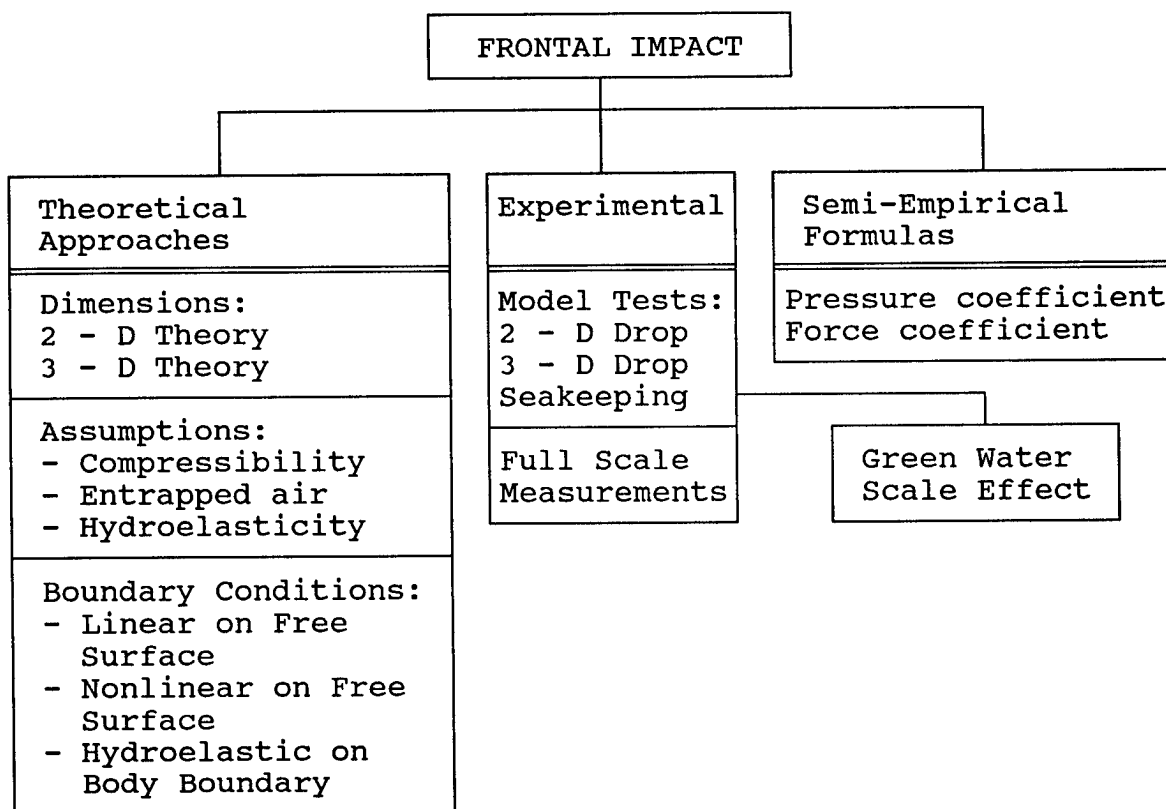 FRONTAL IMPACT
Theoretical
Approaches
Dimensions:
2 - D Theory
3 - D Theory
Assumptions:
- Compressibility
- Entrapped air
- Hydroelasticity
Boundary Conditions:
- Linear on Free
Surface
- Nonlinear on Free
Surface
- Hydroelastic on
Body Boundary
Experimental
Model Tests:
2 - D Drop
3 - D Drop
Seakeeping
Full Scale
Measurements
Semi-Empirical
Formulas
Pressure coefficient
Force coefficient
Green Water
Scale Effect